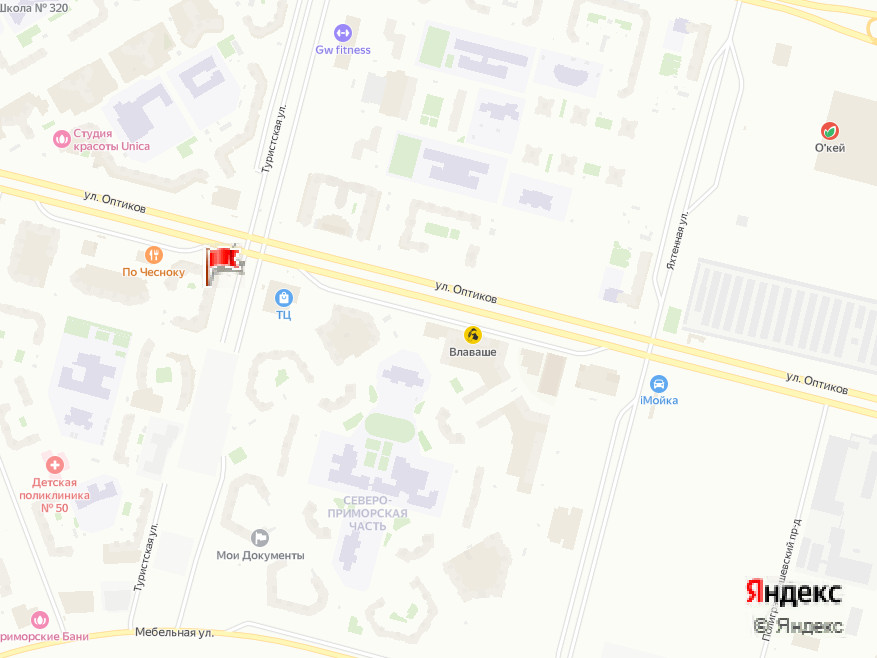 Школа № 320
Gw fitness
Туристская ул.
Студия
красоты Unica
О'кей
ул. Оптиков
Яхтенная ул.
По Чесноку
ТЦ
ул. Оптиков
Влаваше
ул. Оптиков
iМойка
Детская
поликлиника
№ 50
СЕВЕРО-
ПРИМОРСКАЯ
ЧАСТЬ
Туристская ул.
Мои Документы
Яндекс
© Яндекс
Мебельная ул.
риморские Бани